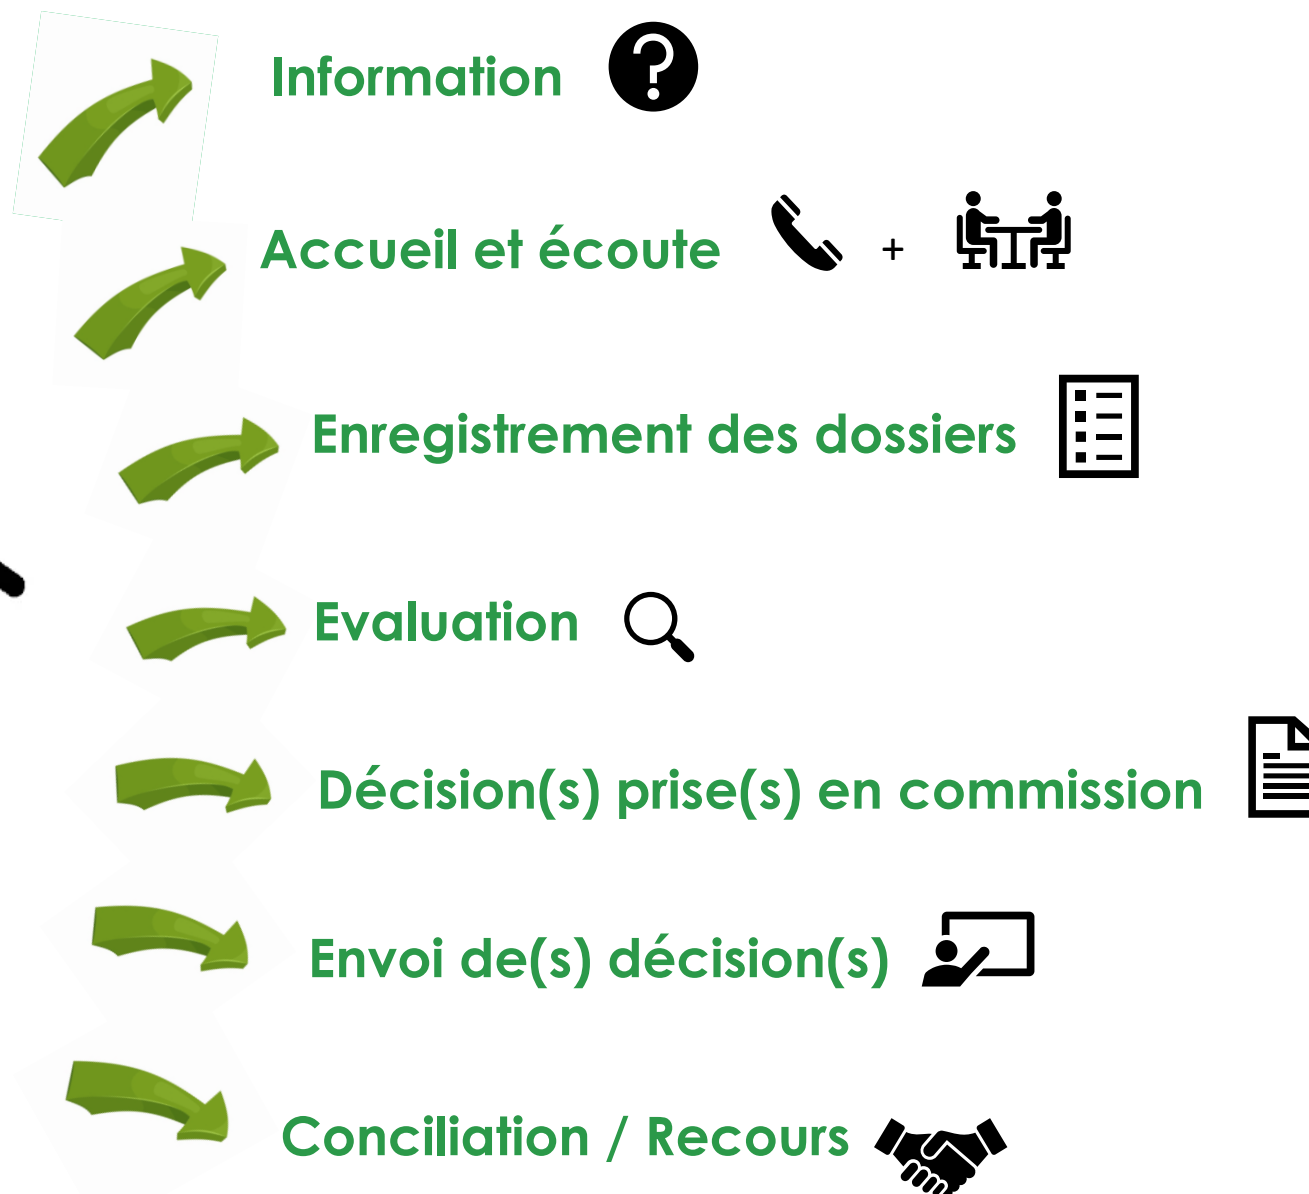 Information
Accueil et écoute +
Enregistrement des dossiers
Evaluation
Décision(s) prise(s) en commission
Envoi de(s) décision(s)
Conciliation / Recours